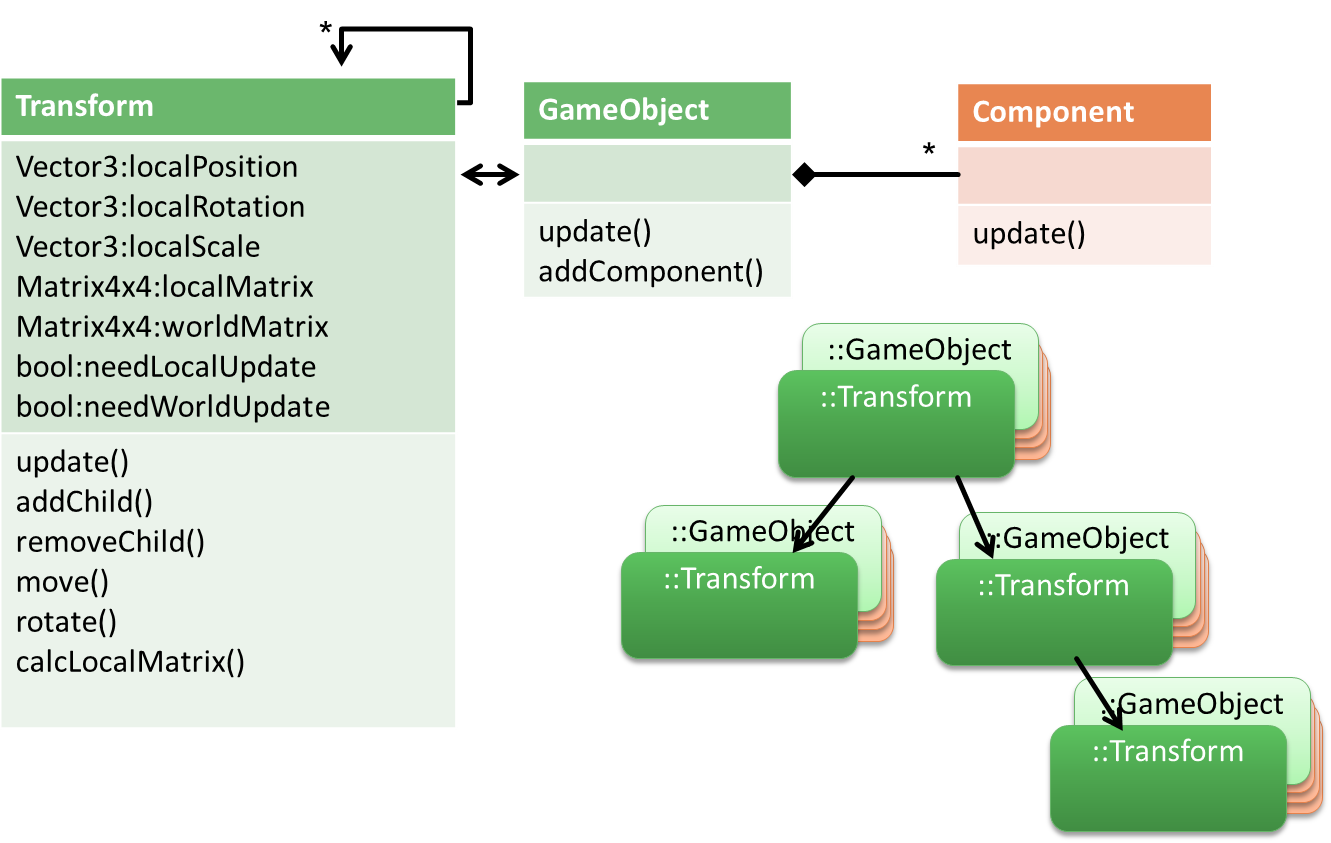 *
Transform
Vector3:localPosition
Vector3:localRotation
Vector3:localScale
Matrix4x4:localMatrix
Matrix4x4:worldMatrix
bool:needLocalUpdate
bool:needWorldUpdate
update()
addChild()
removeChild()
move()
rotate()
calcLocalMatrix()
GameObject
update()
addComponent()
*
Component
update()
::GameObject
::Transform
::GameObject
::Transform
::GameObject
::Transform
::GameObject
::Transform